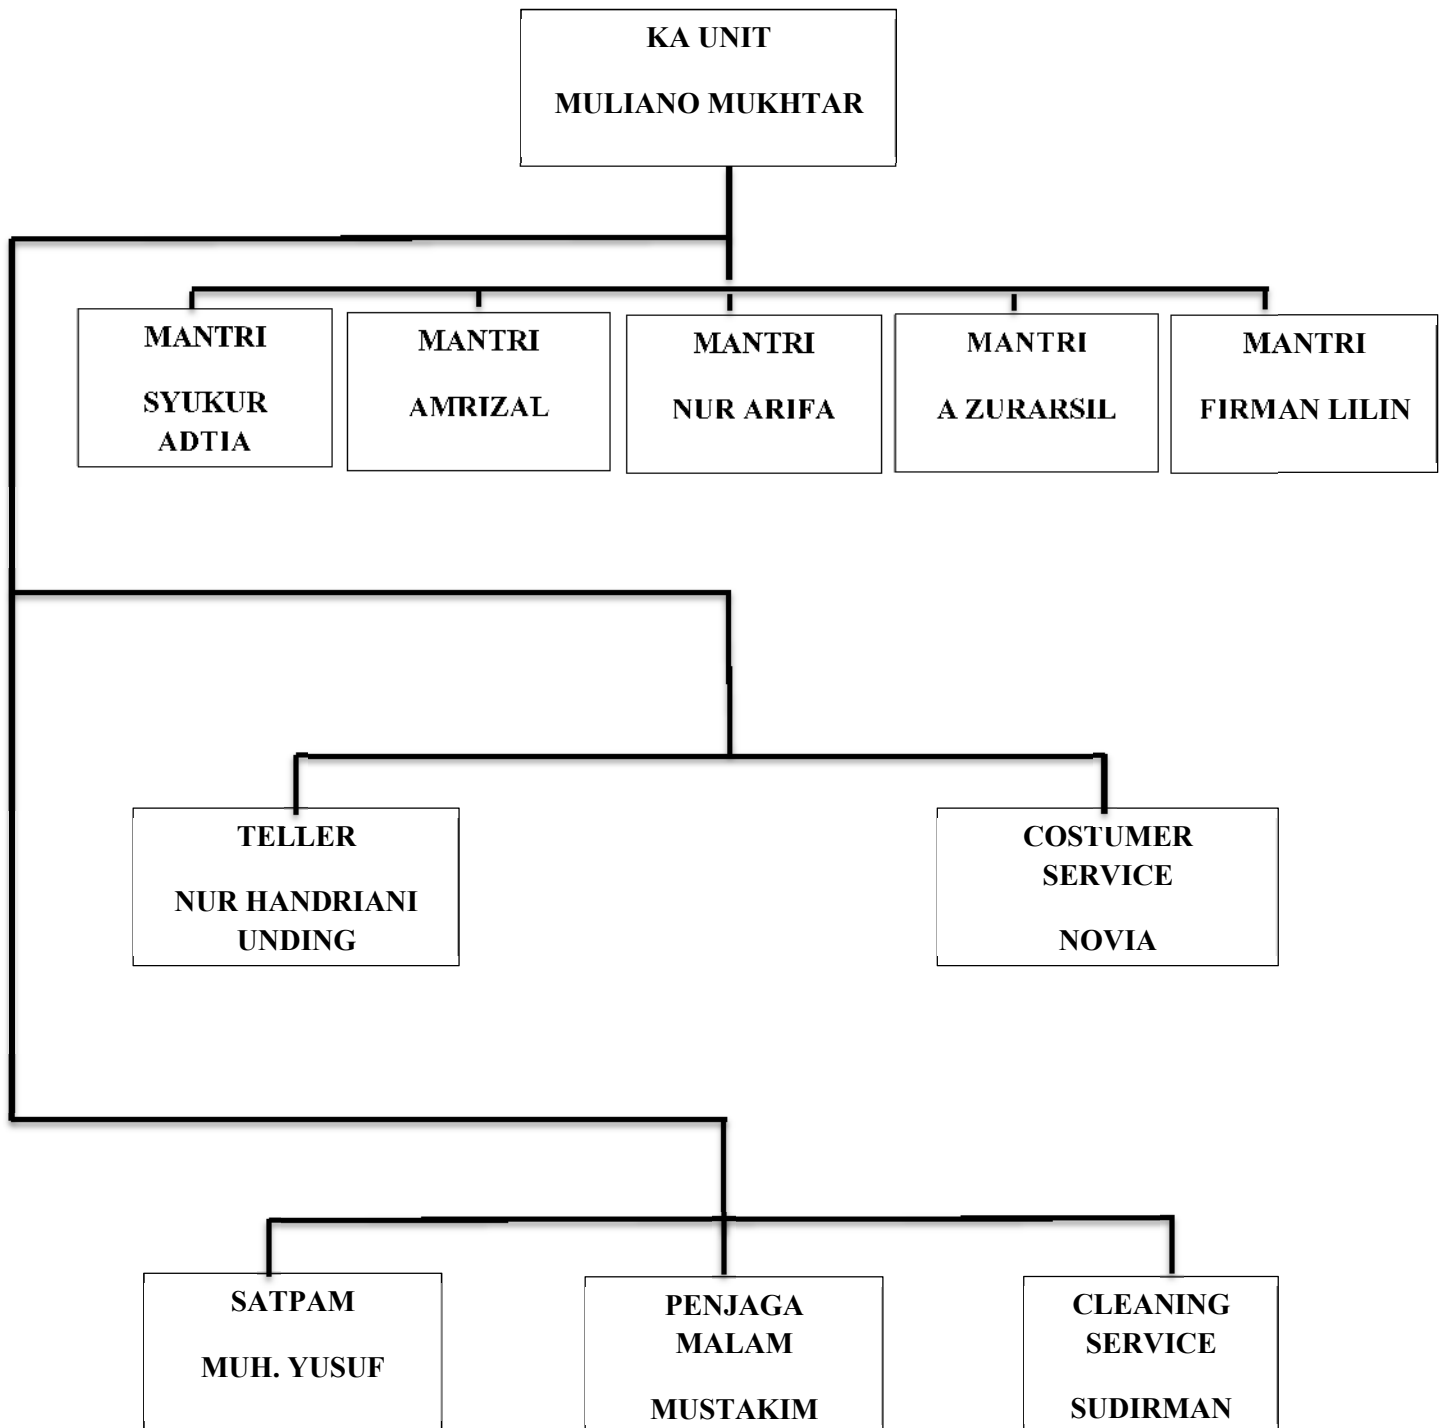 KA UNIT
MULIANO MUKHTAR
MANTRI
SYUKUR
ADTIA
MANTRI
AMRIZAL
MANTRI
NUR ARIFA
MANTRI
A ZURARSIL
MANTRI
FIRMAN LILIN
TELLER
NUR HANDRIANI
UNDING
COSTUMER
SERVICE
NOVIA
SATPAM
MUH. YUSUF
PENJAGA
MALAM
MUSTAKIM
CLEANING
SERVICE
SUDIRMAN